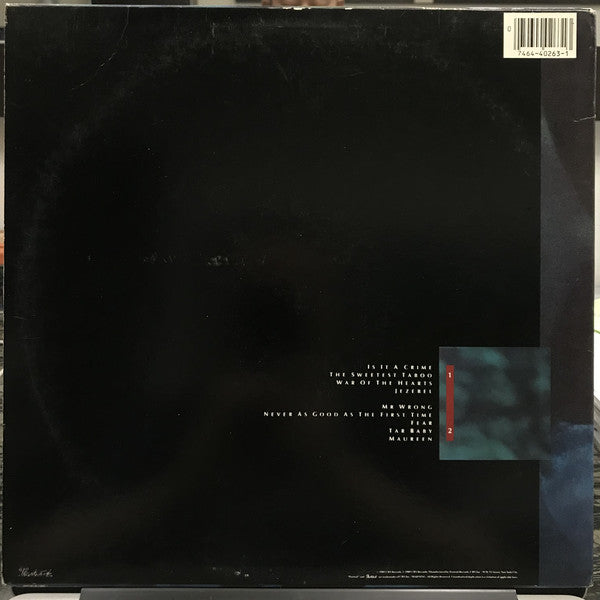 0
7464-40263-1
IS IT A CRIME
THE SWEETEST TABOO
1
WAR OF THE HEARTS
JEZEBEL
MR WRONG
NEVER AS GOOD AS THE FIRST TIME
FEAR
TAR BABY
2
MAUREEN